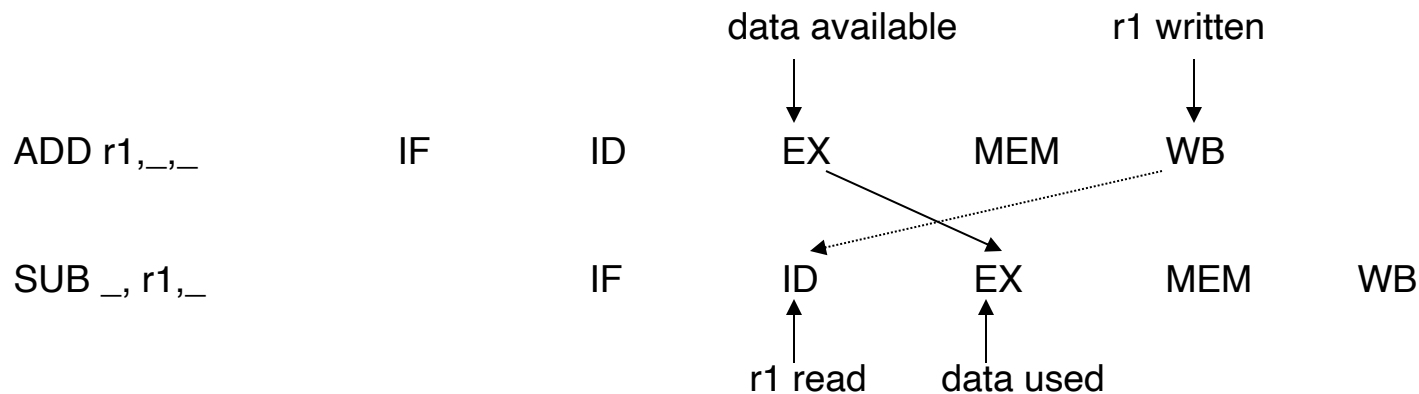 data available r1 written
ADD r1,_,_ IF ID EX MEM WB
SUB _, r1,_ IF ID EX MEM WB
r1 read data used